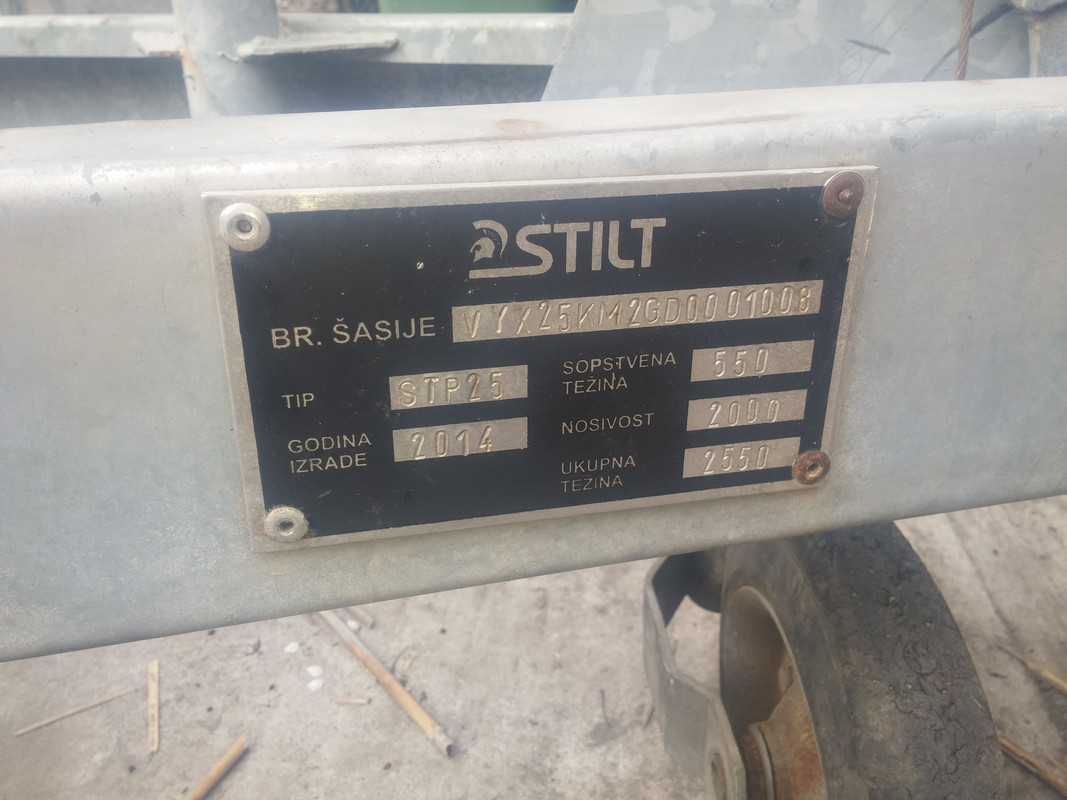 STILT
BR. ŠASIJE VYX25KM2GD0001008
TIP STP25
GODINA
IZRADE 2014
SOPSTVENA
TEŽINA 550
NOSIVOST 2000
UKUPNA
TEŽINA 2550